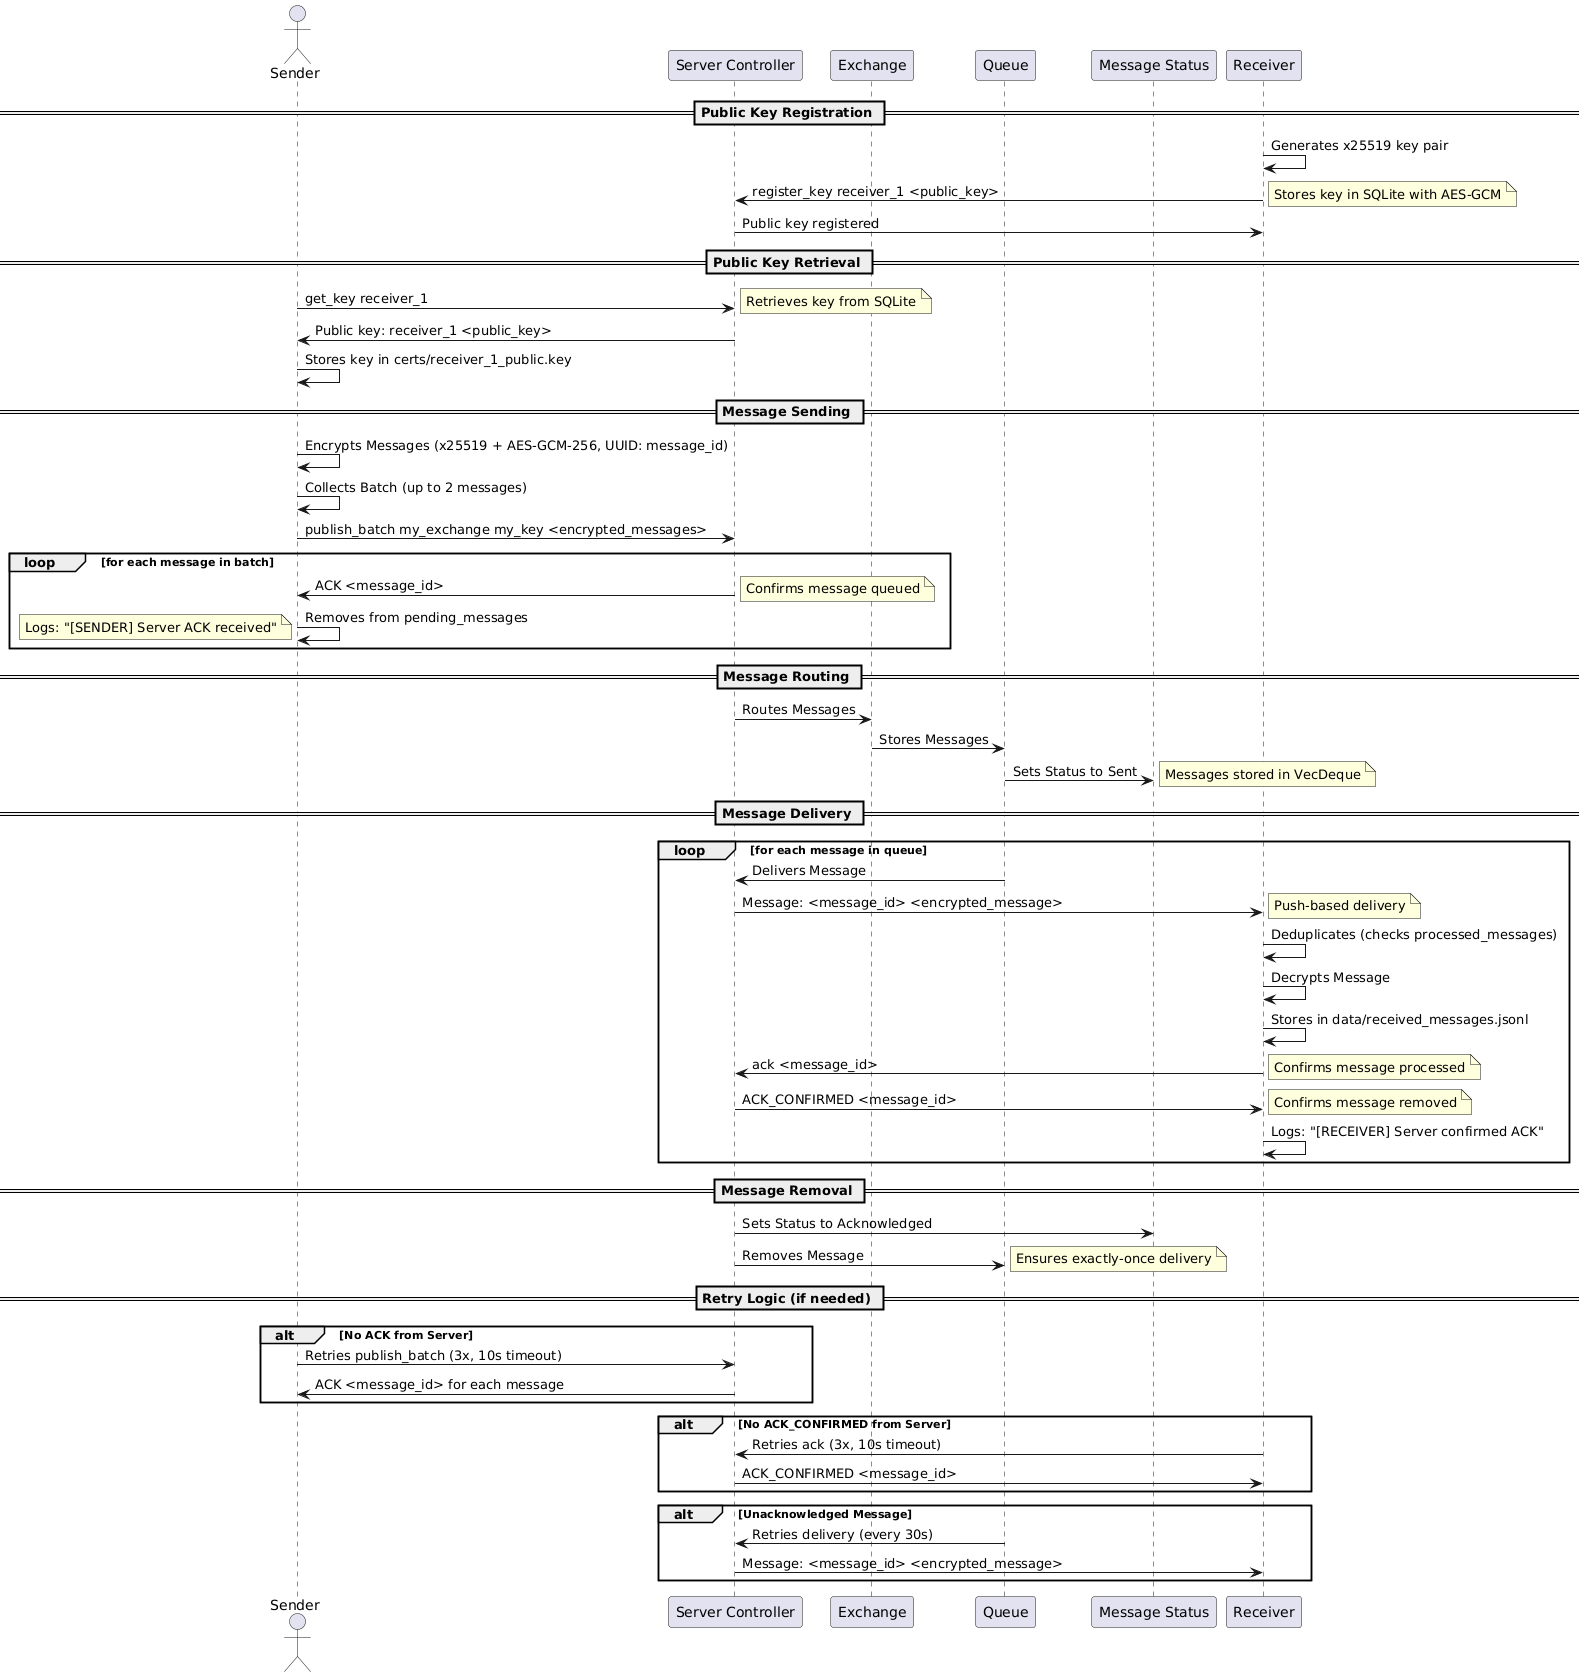 Sender
Server Controller
Exchange
Queue
Message Status
Receiver
Public Key Registration
Generates x25519 key pair
register_key receiver_1 <public_key>
Stores key in SQLite with AES-GCM
Public key registered
Public Key Retrieval
get_key receiver_1
Retrieves key from SQLite
Public key: receiver_1 <public_key>
Stores key in certs/receiver_1_public.key
Message Sending
Encrypts Messages (x25519 + AES-GCM-256, UUID: message_id)
Collects Batch (up to 2 messages)
publish_batch my_exchange my_key <encrypted_messages>
loop
[for each message in batch]
ACK <message_id>
Confirms message queued
Logs: "[SENDER] Server ACK received"
Removes from pending_messages
Message Routing
Routes Messages
Stores Messages
Sets Status to Sent
Messages stored in VecDeque
Message Delivery
loop
[for each message in queue]
Delivers Message
Message: <message_id> <encrypted_message>
Push-based delivery
Deduplicates (checks processed_messages)
Decrypts Message
Stores in data/received_messages.jsonl
ack <message_id>
Confirms message processed
ACK_CONFIRMED <message_id>
Confirms message removed
Logs: "[RECEIVER] Server confirmed ACK"
Message Removal
Sets Status to Acknowledged
Removes Message
Ensures exactly-once delivery
Retry Logic (if needed)
alt
[No ACK from Server]
Retries publish_batch (3x, 10s timeout)
ACK <message_id> for each message
alt
[No ACK_CONFIRMED from Server]
Retries ack (3x, 10s timeout)
ACK_CONFIRMED <message_id>
alt
[Unacknowledged Message]
Retries delivery (every 30s)
Message: <message_id> <encrypted_message>
Sender
Server Controller
Exchange
Queue
Message Status
Receiver